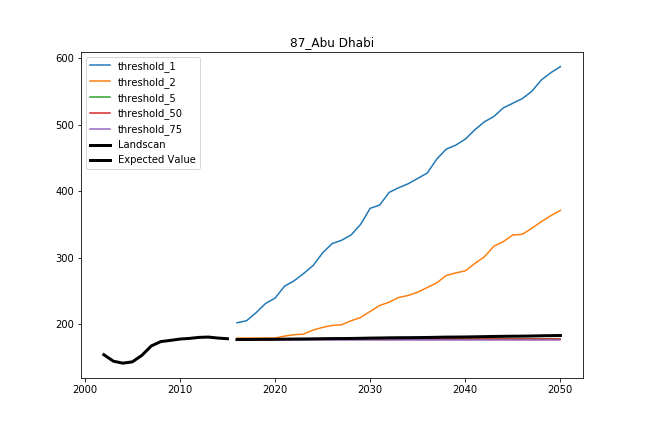 87_Abu Dhabi
600
500
400
300
200
threshold_1
threshold_2
threshold_5
threshold_50
threshold_75
Landscan
Expected Value
2000
2010
2020
2030
2040
2050